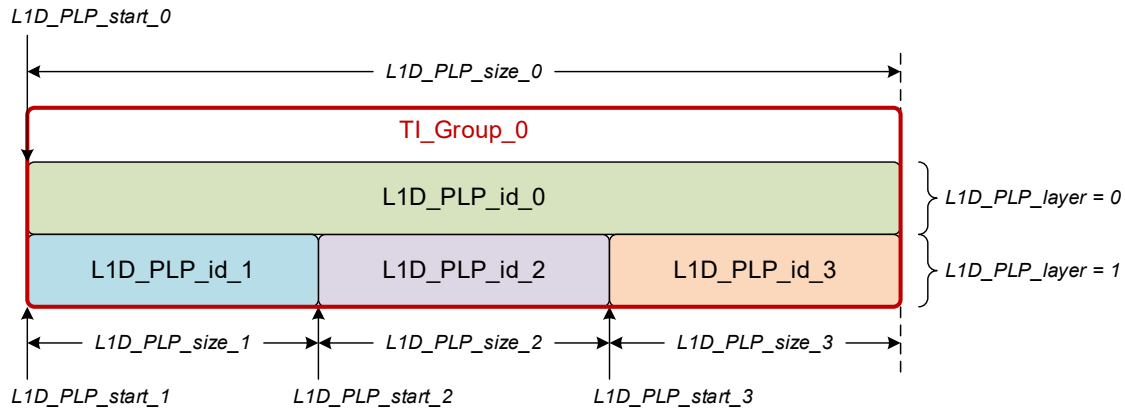 L1D_PLP_start_0
L1D_PLP_size_0
TI_Group_0
L1D_PLP_id_0
L1D_PLP_layer = 0
L1D_PLP_id_1
L1D_PLP_id_2
L1D_PLP_id_3
L1D_PLP_layer = 1
L1D_PLP_size_1
L1D_PLP_size_2
L1D_PLP_size_3
L1D_PLP_start_1
L1D_PLP_start_2
L1D_PLP_start_3